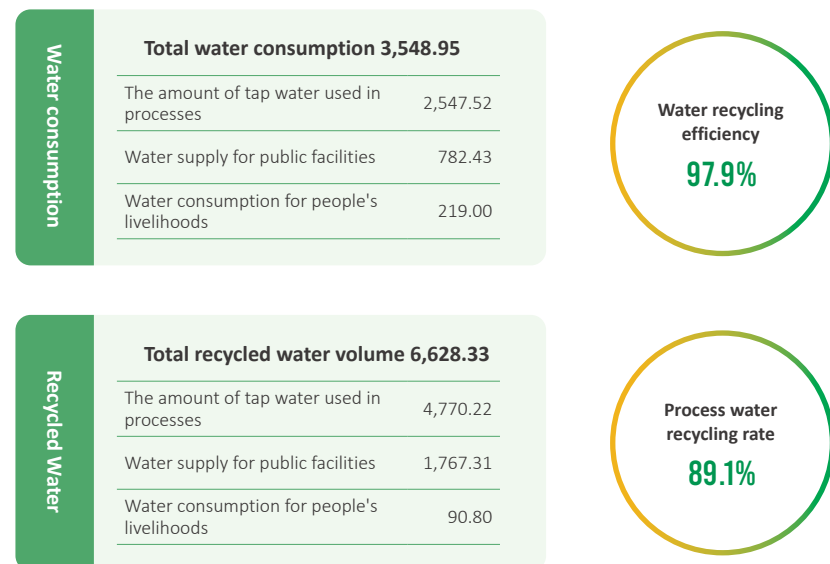 Water consumption
Total water consumption 3,548.95
The amount of tap water used in
processes
2,547.52
Water supply for public facilities 782.43
Water consumption for people's
livelihoods
219.00
Water recycling
efficiency
97.9%
Recycled Water
Total recycled water volume 6,628.33
The amount of tap water used in
processes
4,770.22
Water supply for public facilities 1,767.31
Water consumption for people's
livelihoods
90.80
Process water
recycling rate
89.1%